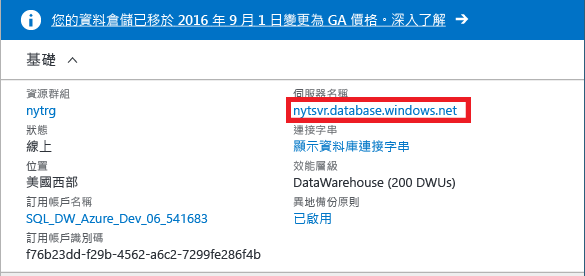 您的資料倉儲已移於 2016 年 9 月 1 日變更為 GA 價格。深入了解
基礎
資源群組
nytrg
狀態
線上
位置
美國西部
訂用帳戶名稱
SQL_DW_Azure_Dev_06_541683
訂用帳戶識別碼
f76b23dd-f29b-4562-a6c2-7299fe286f4b
伺服器名稱
nytsvr.database.windows.net
連接字串
顯示資料庫連接字串
效能層級
DataWarehouse (200 DWUs)
異地備份原則
已啟用